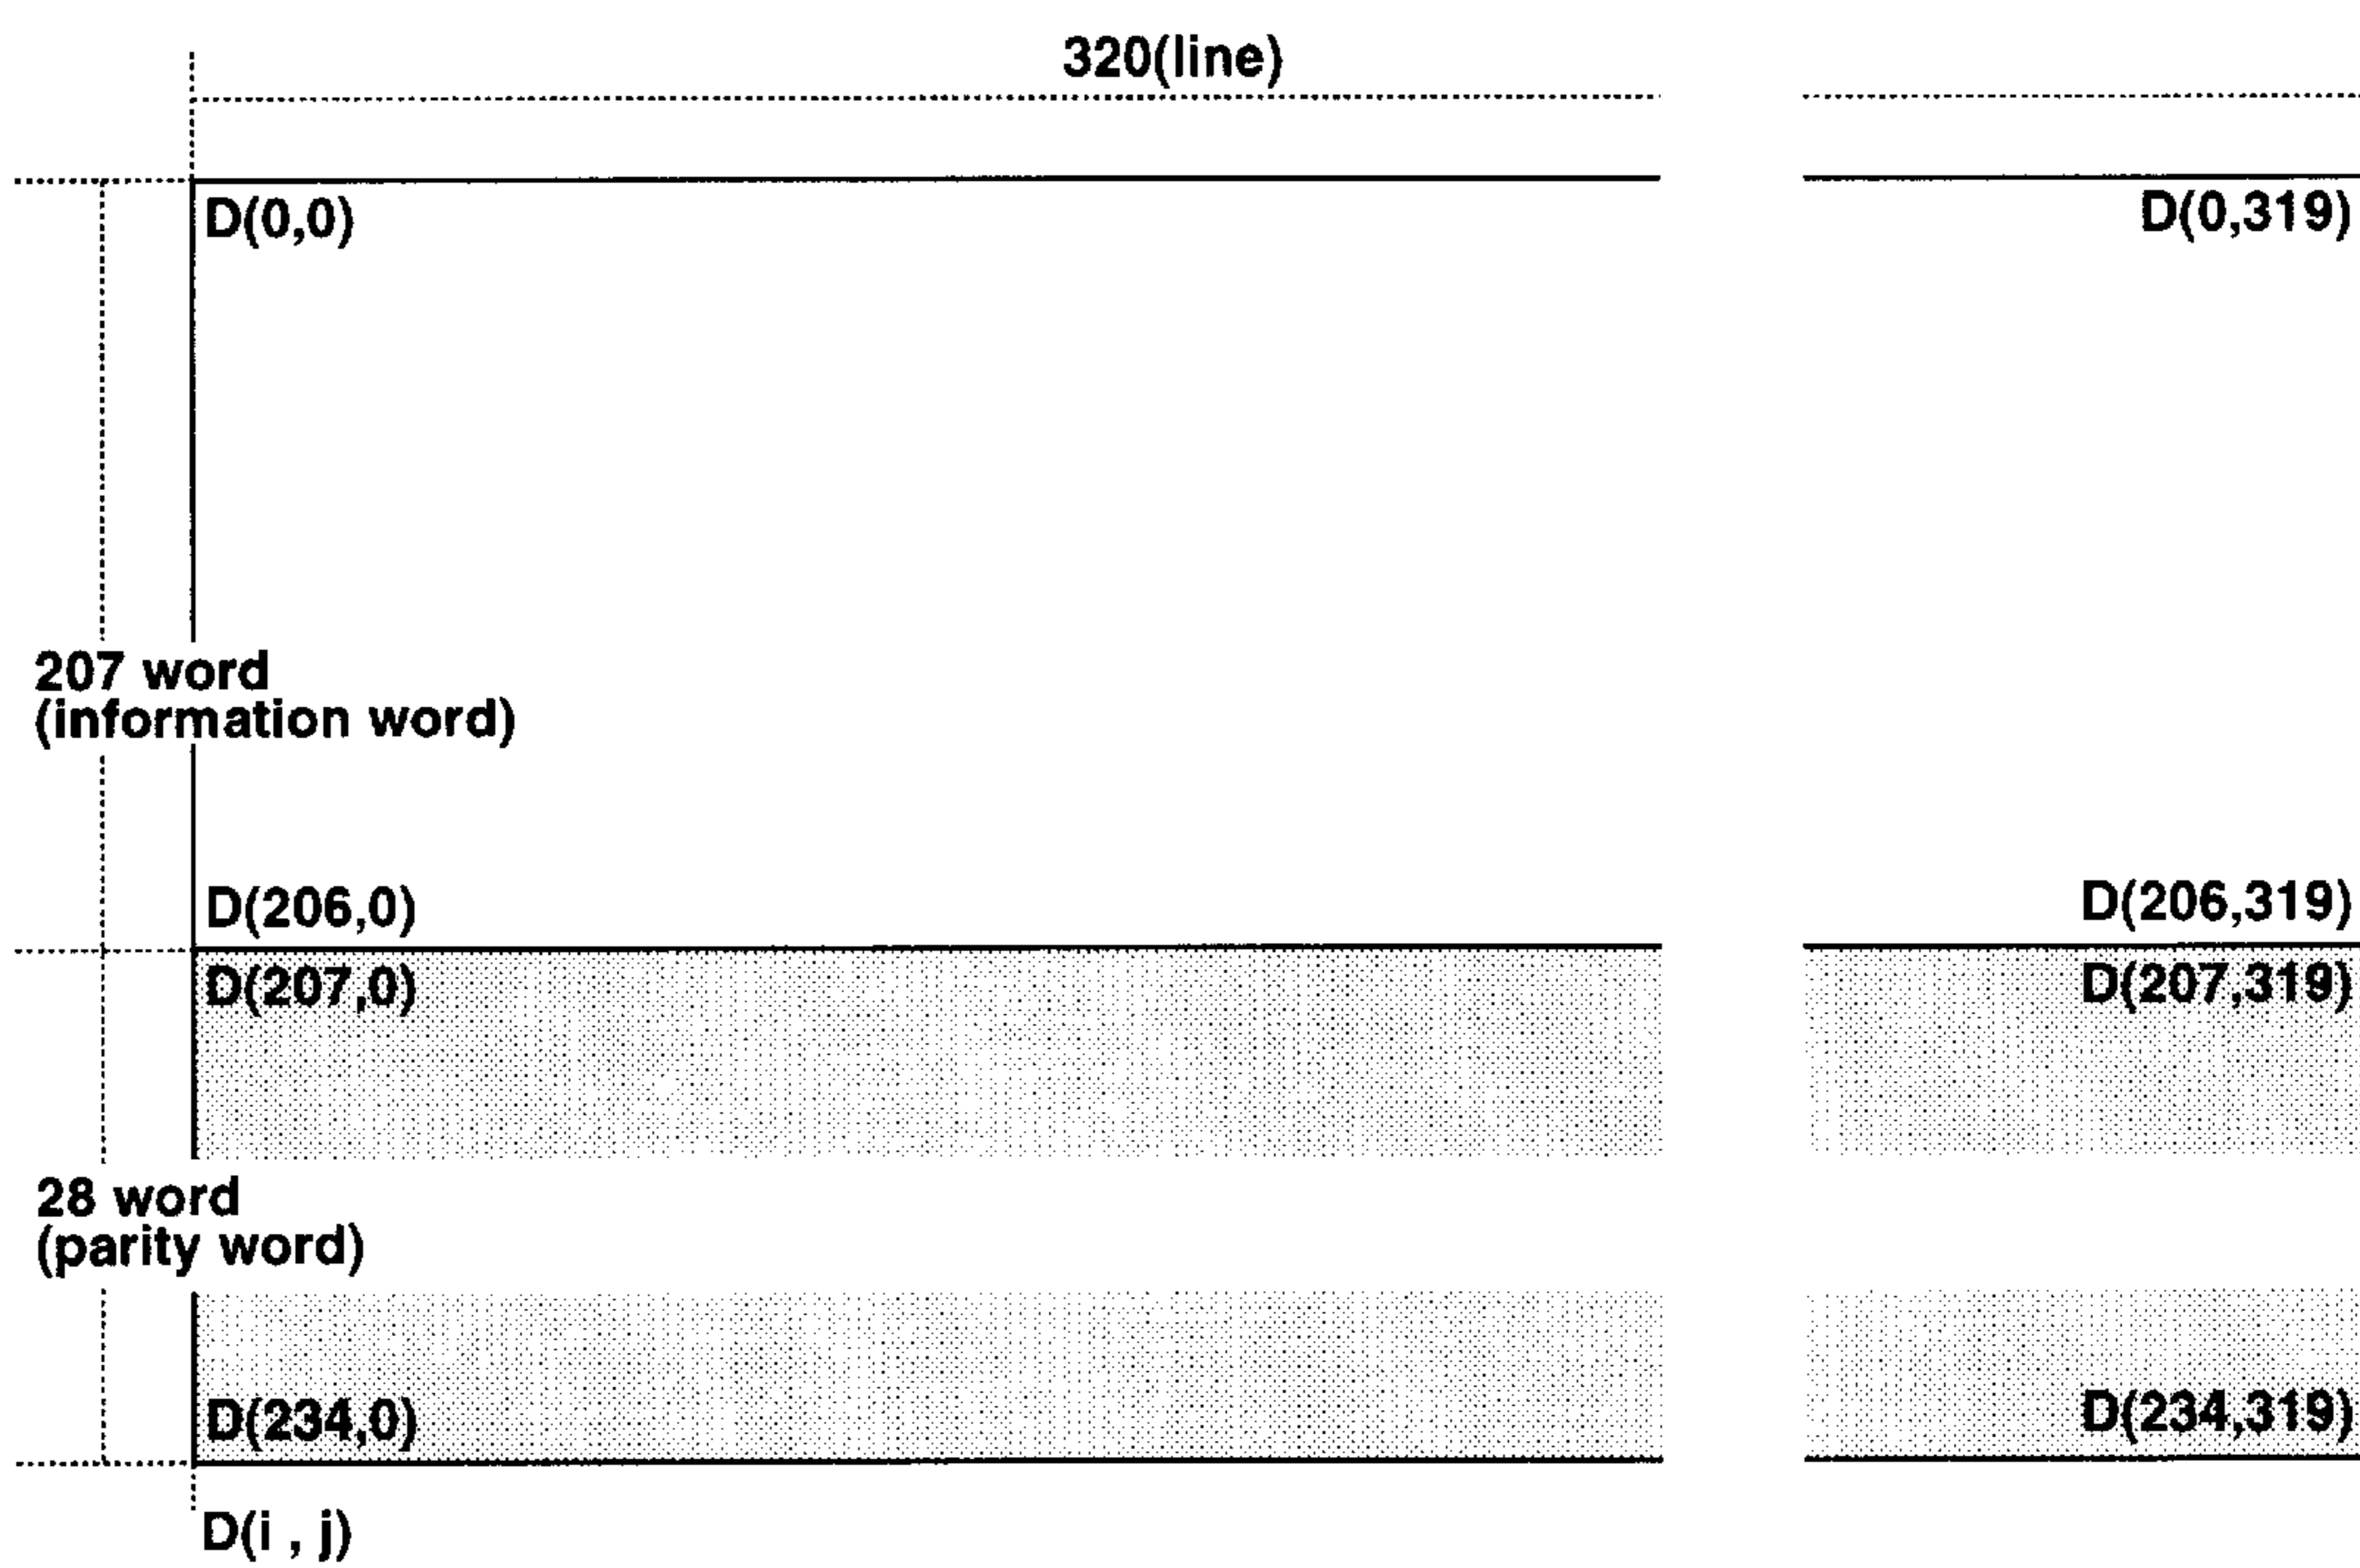 320(line)
D(0,0)
D(0,319)
207 word
(information word)
D(206,0)
D(206,319)
D(207,0)
D(207,319)
28 word
(parity word)
D(234,0)
D(234,319)
D(i , j)